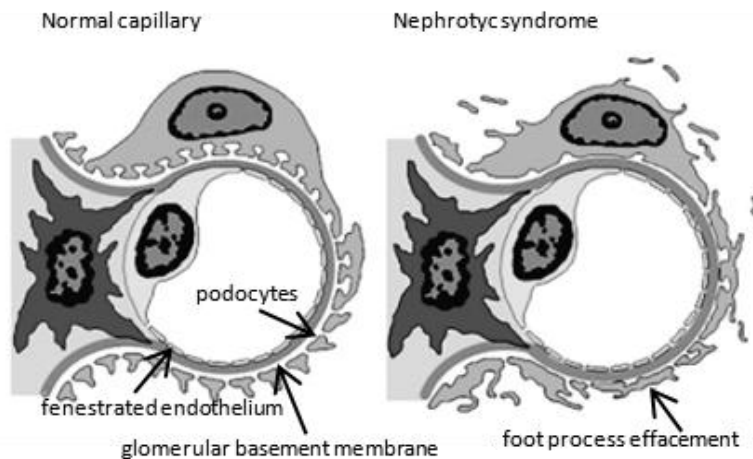 Normal capillary
Nephrotyc syndrome
podocytes
fenestrated endothelium
glomerular basement membrane
foot process effacement